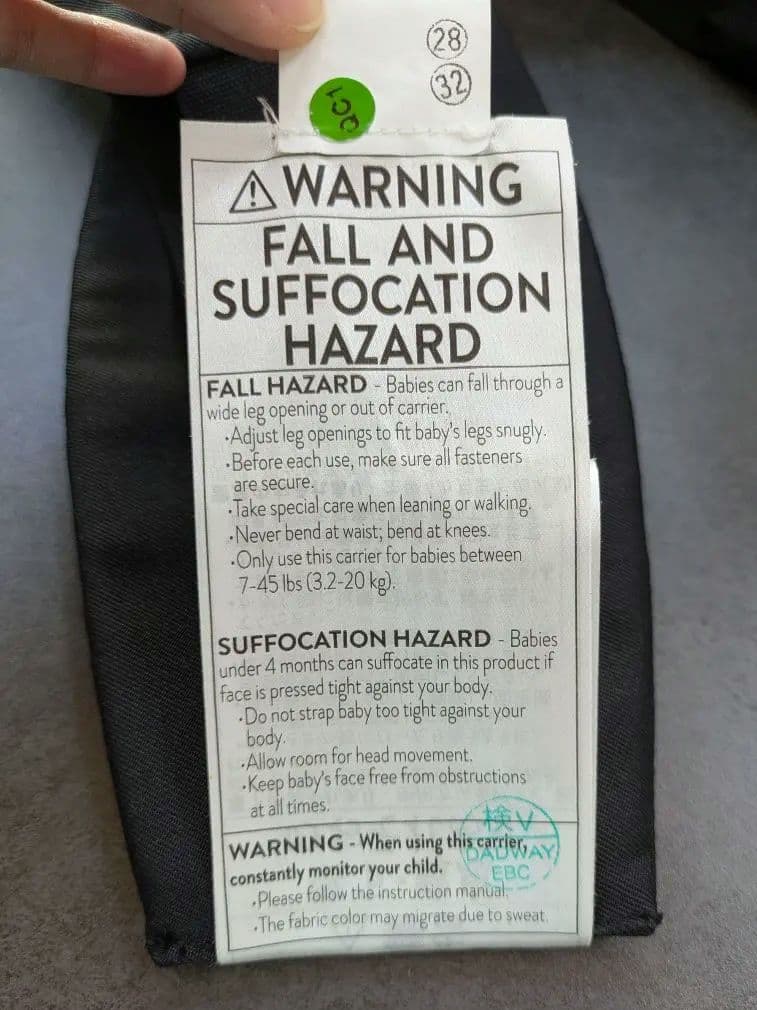 28
32
QC1
WARNING
FALL AND
SUFFOCATION
HAZARD
FALL HAZARD - Babies can fall through a
wide leg opening or out of carrier.
·Adjust leg openings to fit baby's legs snugly.
·Before each use, make sure all fasteners
are secure.
·Take special care when leaning or walking.
·Never bend at waist; bend at knees.
·Only use this carrier for babies between
7-45 lbs (3.2-20 kg).
SUFFOCATION HAZARD - Babies
under 4 months can suffocate in this product if
face is pressed tight against your body.
·Do not strap baby too tight against your
body.
·Allow room for head movement.
·Keep baby's face free from obstructions
at all times.
検V
DADWAY
EBC
WARNING - When using this carrier,
constantly monitor your child.
·Please follow the instruction manual.
·The fabric color may migrate due to sweat.